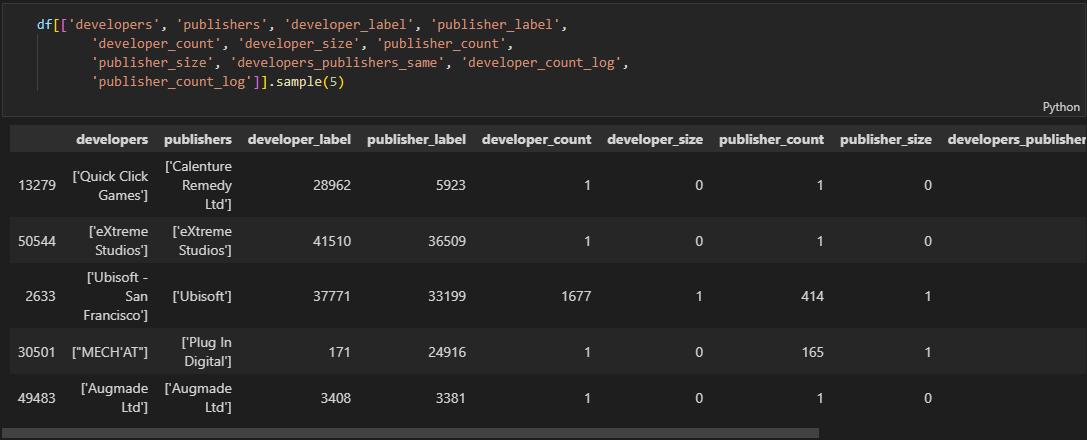 df[['developers', 'publishers', 'developer_label', 'publisher_label',
'developer_count', 'developer_size', 'publisher_count',
'publisher_size', 'developers_publishers_same', 'developer_count_log',
'publisher_count_log']].sample(5)
Python
developers publishers developer_label publisher_label developer_count developer_size publisher_count publisher_size developers_publisher
13279 ['Quick Click Games'] ['Calenture Remedy Ltd'] 28962 5923 1 0 1 0
50544 ['eXtreme Studios'] ['eXtreme Studios'] 41510 36509 1 0 1 0
2633 ['Ubisoft - San Francisco'] ['Ubisoft'] 37771 33199 1677 1 414 1
30501 ["MECH'AT"] ['Plug In Digital'] 171 24916 1 0 165 1
49483 ['Augmade Ltd'] ['Augmade Ltd'] 3408 3381 1 0 1 0